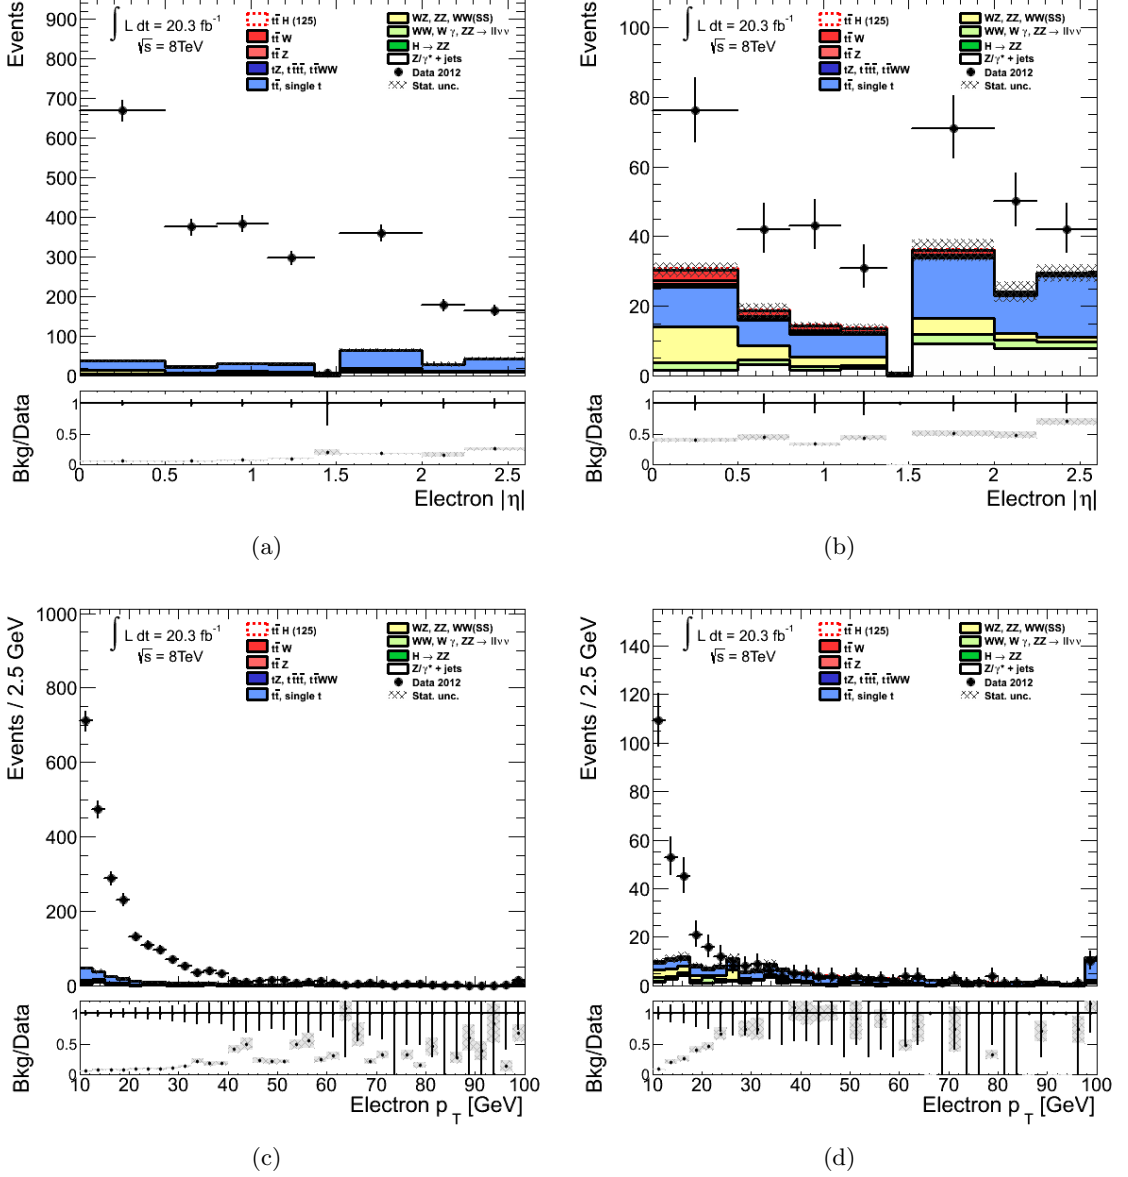 Events
900
800
700
600
500
400
300
200
100
0
∫ L dt = 20.3 fb⁻¹
√s = 8TeV
tt̄ H (125)
tt̄ W
tt̄ Z
tZ, tt̄tt̄, tt̄WW
tt̄, single t
WZ, ZZ, WW(SS)
WW, W γ, ZZ → llνν
H → ZZ
Z/γ* + jets
Data 2012
Stat. unc.
Bkg/Data
1
0.5
0
0 0.5 1 1.5 2 2.5
Electron |η|
(a)
Events
100
80
60
40
20
0
∫ L dt = 20.3 fb⁻¹
√s = 8TeV
tt̄ H (125)
tt̄ W
tt̄ Z
tZ, tt̄tt̄, tt̄WW
tt̄, single t
WZ, ZZ, WW(SS)
WW, W γ, ZZ → llνν
H → ZZ
Z/γ* + jets
Data 2012
Stat. unc.
Bkg/Data
1
0.5
0
0 0.5 1 1.5 2 2.5
Electron |η|
(b)
Events / 2.5 GeV
1000
800
600
400
200
0
∫ L dt = 20.3 fb⁻¹
√s = 8TeV
tt̄ H (125)
tt̄ W
tt̄ Z
tZ, tt̄tt̄, tt̄WW
tt̄, single t
WZ, ZZ, WW(SS)
WW, W γ, ZZ → llνν
H → ZZ
Z/γ* + jets
Data 2012
Stat. unc.
Bkg/Data
1
0.5
0
10 20 30 40 50 60 70 80 90 100
Electron p_T [GeV]
(c)
Events / 2.5 GeV
140
120
100
80
60
40
20
0
∫ L dt = 20.3 fb⁻¹
√s = 8TeV
tt̄ H (125)
tt̄ W
tt̄ Z
tZ, tt̄tt̄, tt̄WW
tt̄, single t
WZ, ZZ, WW(SS)
WW, W γ, ZZ → llνν
H → ZZ
Z/γ* + jets
Data 2012
Stat. unc.
Bkg/Data
1
0.5
0
10 20 30 40 50 60 70 80 90 100
Electron p_T [GeV]
(d)